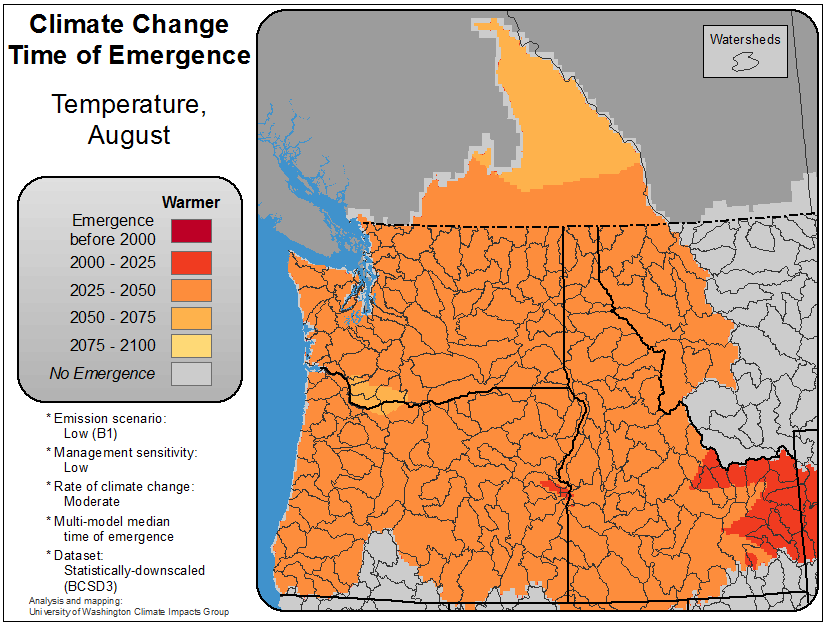 Climate Change
Time of Emergence
Temperature,
August
Warmer
Emergence
before 2000
2000 - 2025
2025 - 2050
2050 - 2075
2075 - 2100
No Emergence
* Emission scenario:
Low (B1)
* Management sensitivity:
Low
* Rate of climate change:
Moderate
* Multi-model median
time of emergence
* Dataset:
Statistically-downscaled
(BCSD3)
Analysis and mapping:
University of Washington Climate Impacts Group
Watersheds